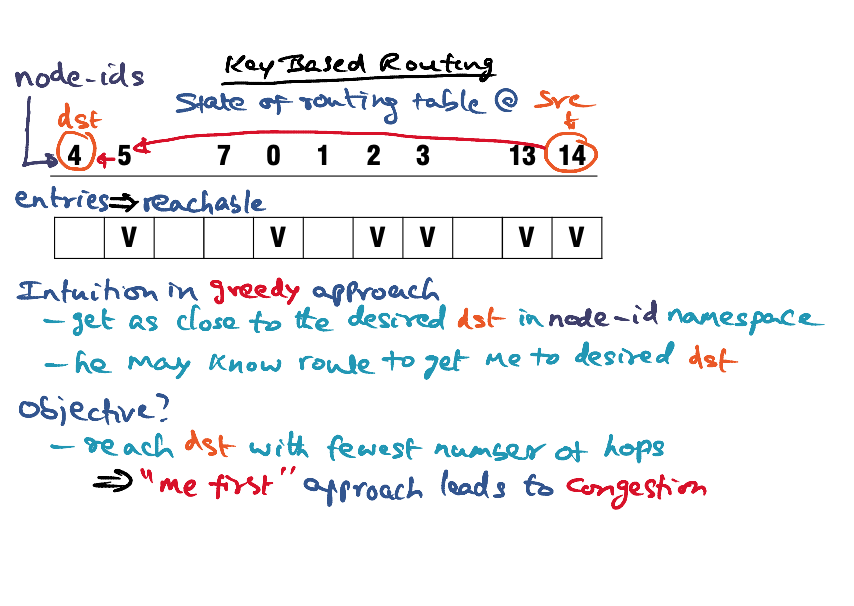 Key Based Routing
node-ids
State of routing table @ src
dst
4 5 7 0 1 2 3 13 14
entries ⇒ reachable
V V V V V V
Intuition in greedy approach
- get as close to the desired dst in node-id namespace
- he may know route to get me to desired dst
Objective?
- reach dst with fewest number of hops
⇒ "me first" approach leads to congestion